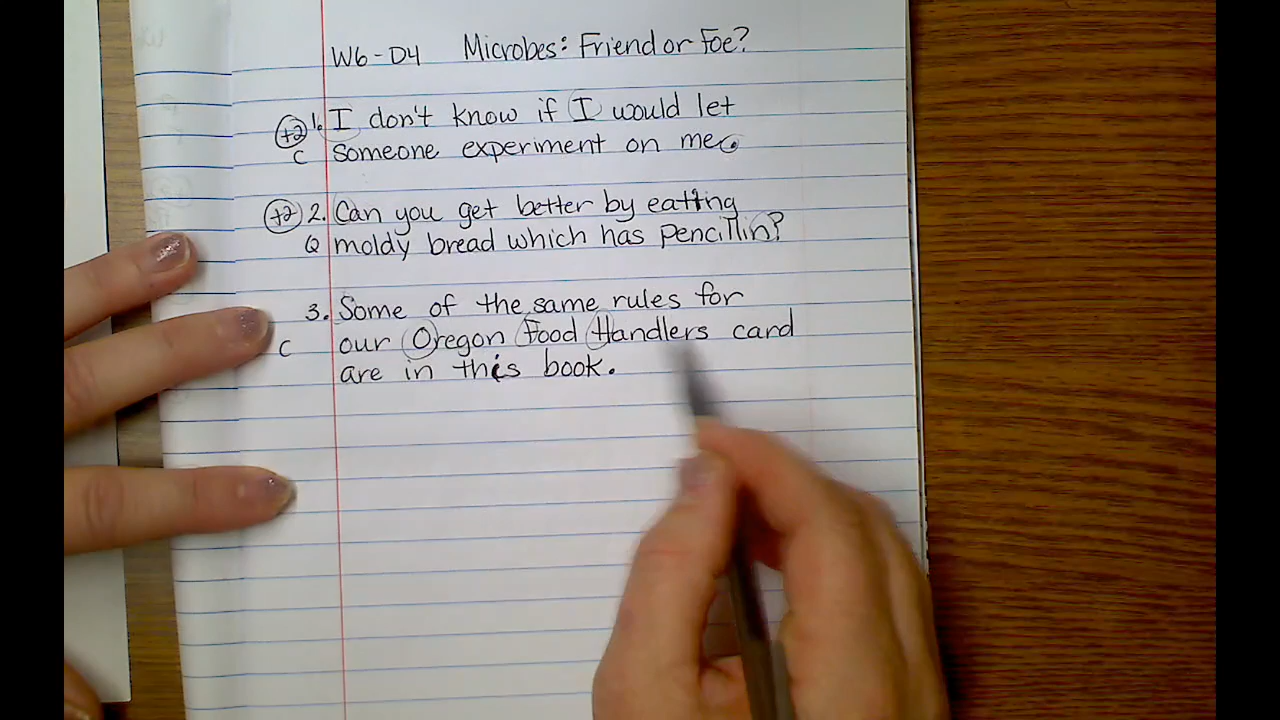 W6-D4 Microbes: Friend or Foe?
+2 1. I don't know if I would let
C someone experiment on me.
+2 2. Can you get better by eatting
Q moldy bread which has pencillin?
3. Some of the same rules for
C our Oregon Food Handlers card
are in this book.